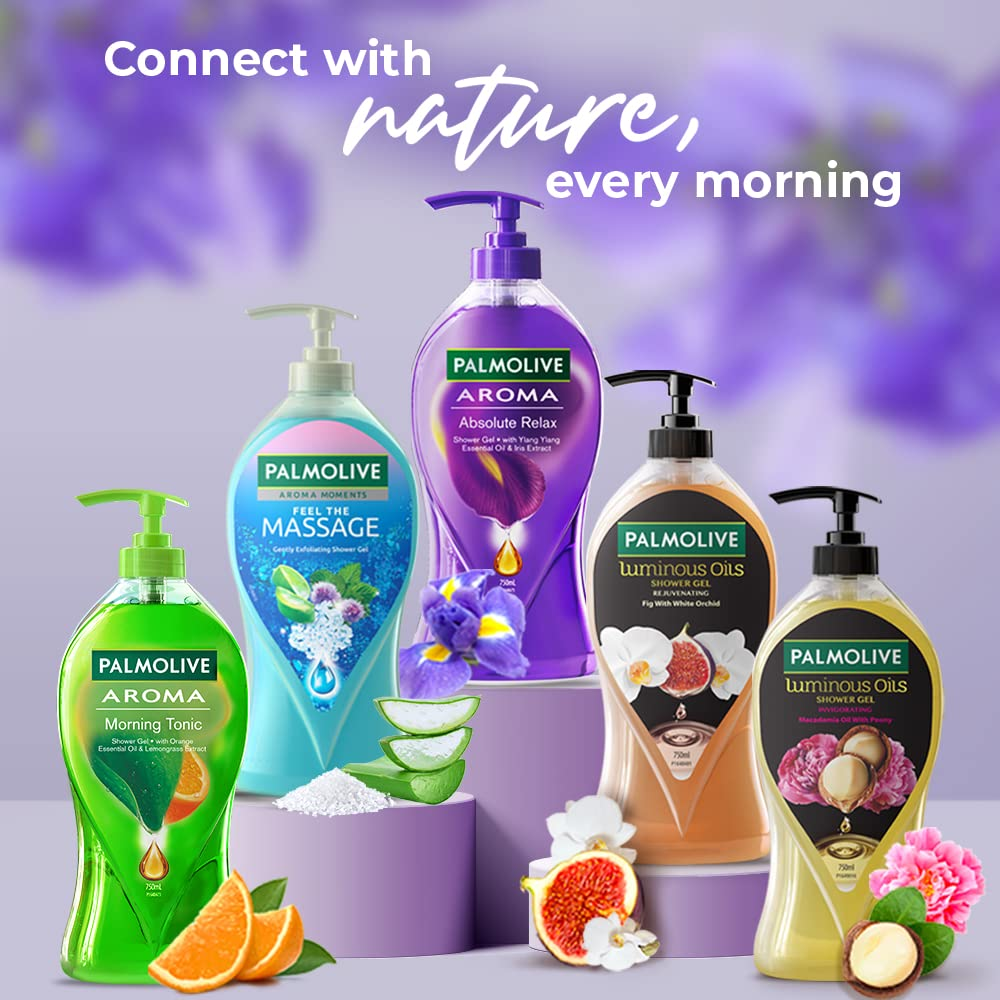 Connect with
nature,
every morning
PALMOLIVE
AROMA
Absolute Relax
Shower Gel • with Ylang Ylang
Essential Oil & Iris Extract
750mL
PALMOLIVE
AROMA MOMENTS
FEEL THE
MASSAGE
Gently Exfoliating Shower Gel
PALMOLIVE
Luminous Oils
SHOWER GEL
REJUVENATING
Fig With White Orchid
750ml
PALMOLIVE
AROMA
Morning Tonic
Shower Gel • with Orange
Essential Oil & Lemongrass Extract
750mL
PALMOLIVE
Luminous Oils
SHOWER GEL
INVIGORATING
Macadamia Oil With Peony
750ml